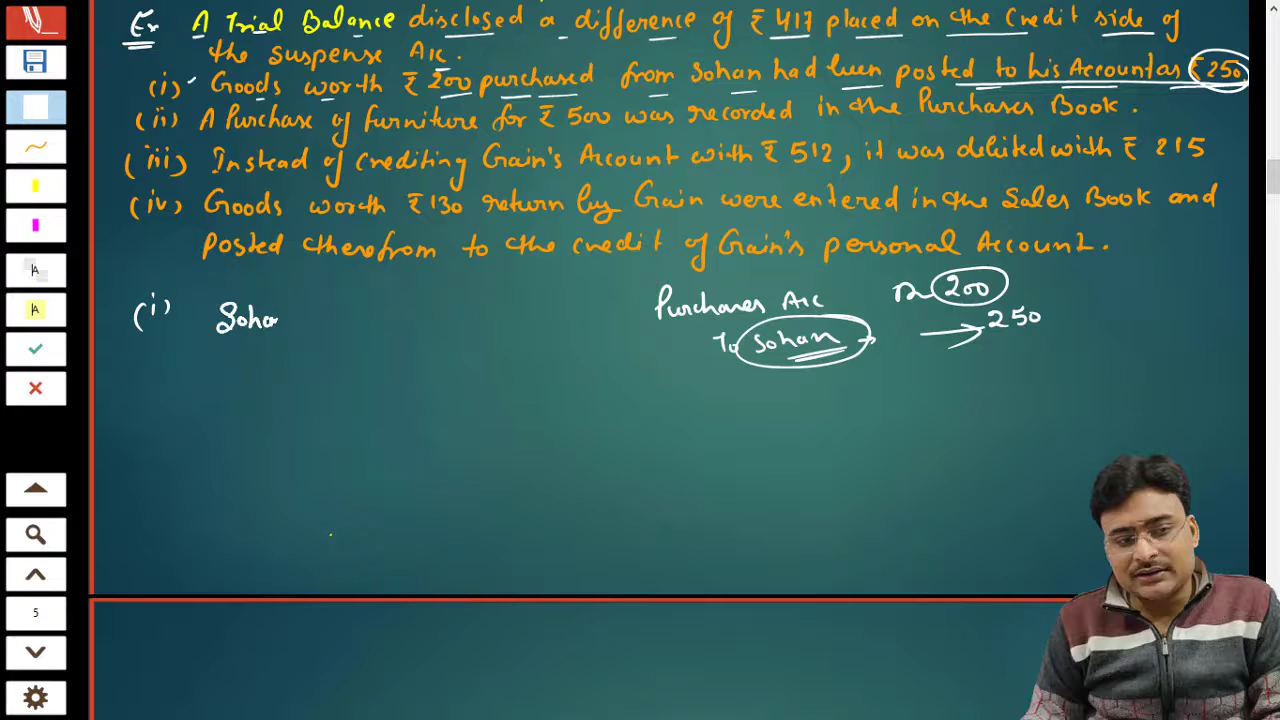 Ex A Trial Balance disclosed a difference of ₹ 417 placed on the Credit side of
the suspense A/c.
(i) Goods worth ₹ 200 purchased from Sohan had been posted to his Account as ₹ 250
(ii) A Purchase of furniture for ₹ 500 was recorded in the Purchases Book.
(iii) Instead of crediting Gain's Account with ₹ 512, it was debited with ₹ 215
(iv) Goods worth ₹ 130 return by Gain were entered in the Sales Book and
Posted therefrom to the credit of Gain's personal Account.
(i) Soha
Purchases A/c Dr 200
To Sohan 250
A
A
5